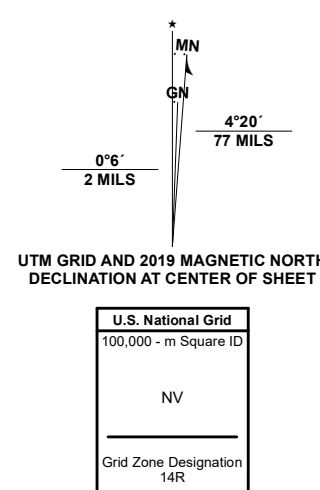 ★
MN
GN
4°20´
77 MILS
0°6´
2 MILS
UTM GRID AND 2019 MAGNETIC NORTH
DECLINATION AT CENTER OF SHEET
U.S. National Grid
100,000 - m Square ID
NV
Grid Zone Designation
14R